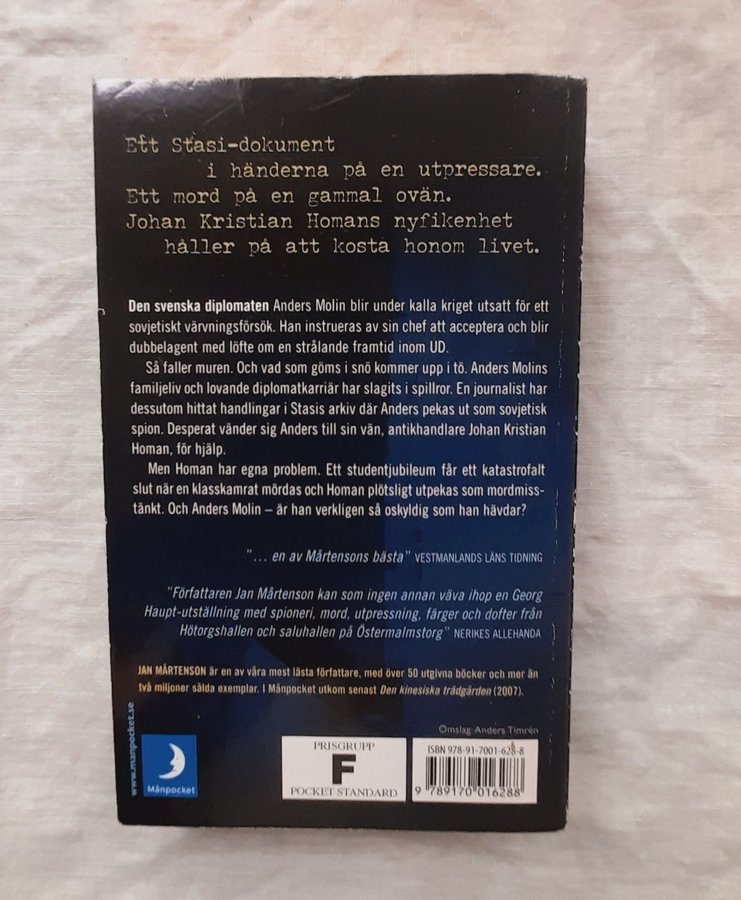 Ett Stasi-dokument
i händerna på en utpressare.
Ett mord på en gammal ovän.
Johan Kristian Homans nyfikenhet
håller på att kosta honom livet.
Den svenska diplomaten Anders Molin blir under kalla kriget utsatt för ett
sovjetiskt värvningsförsök. Han instrueras av sin chef att acceptera och blir
dubbelagent med löfte om en strålande framtid inom UD.
Så faller muren. Och vad som göms i snö kommer upp i tö. Anders Molins
familjeliv och lovande diplomatkarriär har slagits i spillror. En journalist har
dessutom hittat handlingar i Stasis arkiv där Anders pekas ut som sovjetisk
spion. Desperat vänder sig Anders till sin vän, antikhandlare Johan Kristian
Homan, för hjälp.
Men Homan har egna problem. Ett studentjubileum får ett katastrofalt
slut när en klasskamrat mördas och Homan plötsligt utpekas som mordmiss-
tänkt. Och Anders Molin – är han verkligen så oskyldig som han hävdar?
"... en av Mårtensons bästa" VESTMANLANDS LÄNS TIDNING
"Författaren Jan Mårtenson kan som ingen annan väva ihop en Georg
Haupt-utställning med spioneri, mord, utpressning, färger och dofter från
Hötorgshallen och saluhallen på Östermalmstorg" NERIKES ALLEHANDA
JAN MÅRTENSON är en av våra mest lästa författare, med över 50 utgivna böcker och mer än
två miljoner sålda exemplar. I Månpocket utkom senast Den kinesiska trädgården (2007).
Omslag: Anders Timrén
www.manpocket.se
Månpocket
PRISGRUPP
F
POCKET STANDARD
ISBN 978-91-7001-628-8
9 789170 016288